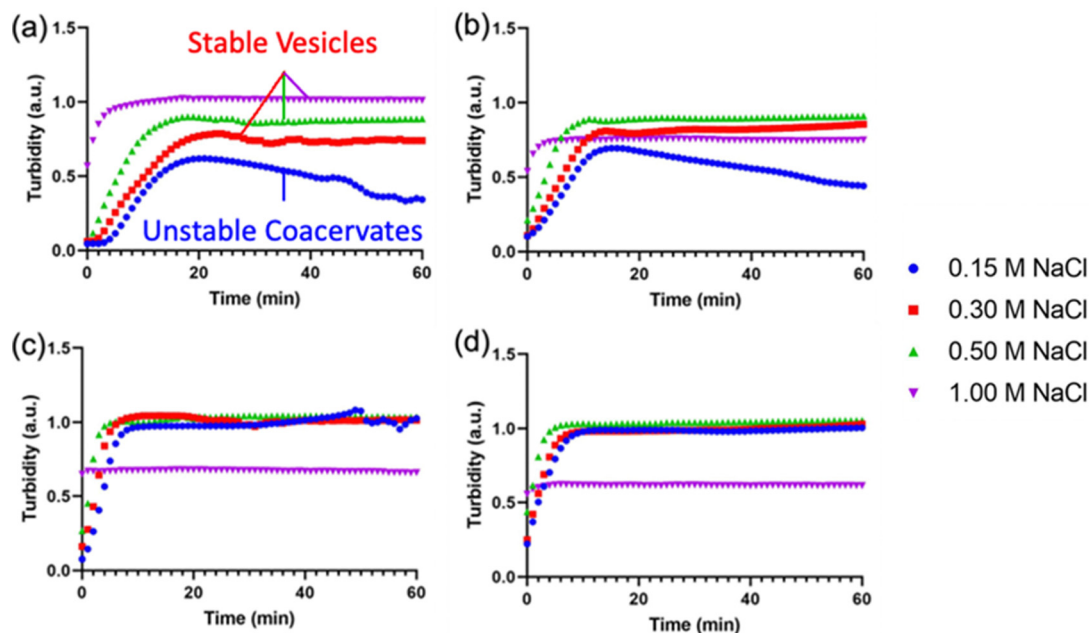 (a)
1.5
1.0
0.5
0.0
Turbidity (a.u.)
Stable Vesicles
Unstable Coacervates
0 20 40 60
Time (min)
(b)
1.5
1.0
0.5
0.0
Turbidity (a.u.)
0 20 40 60
Time (min)
(c)
1.5
1.0
0.5
0.0
Turbidity (a.u.)
0 20 40 60
Time (min)
(d)
1.5
1.0
0.5
0.0
Turbidity (a.u.)
0 20 40 60
Time (min)
0.15 M NaCl
0.30 M NaCl
0.50 M NaCl
1.00 M NaCl